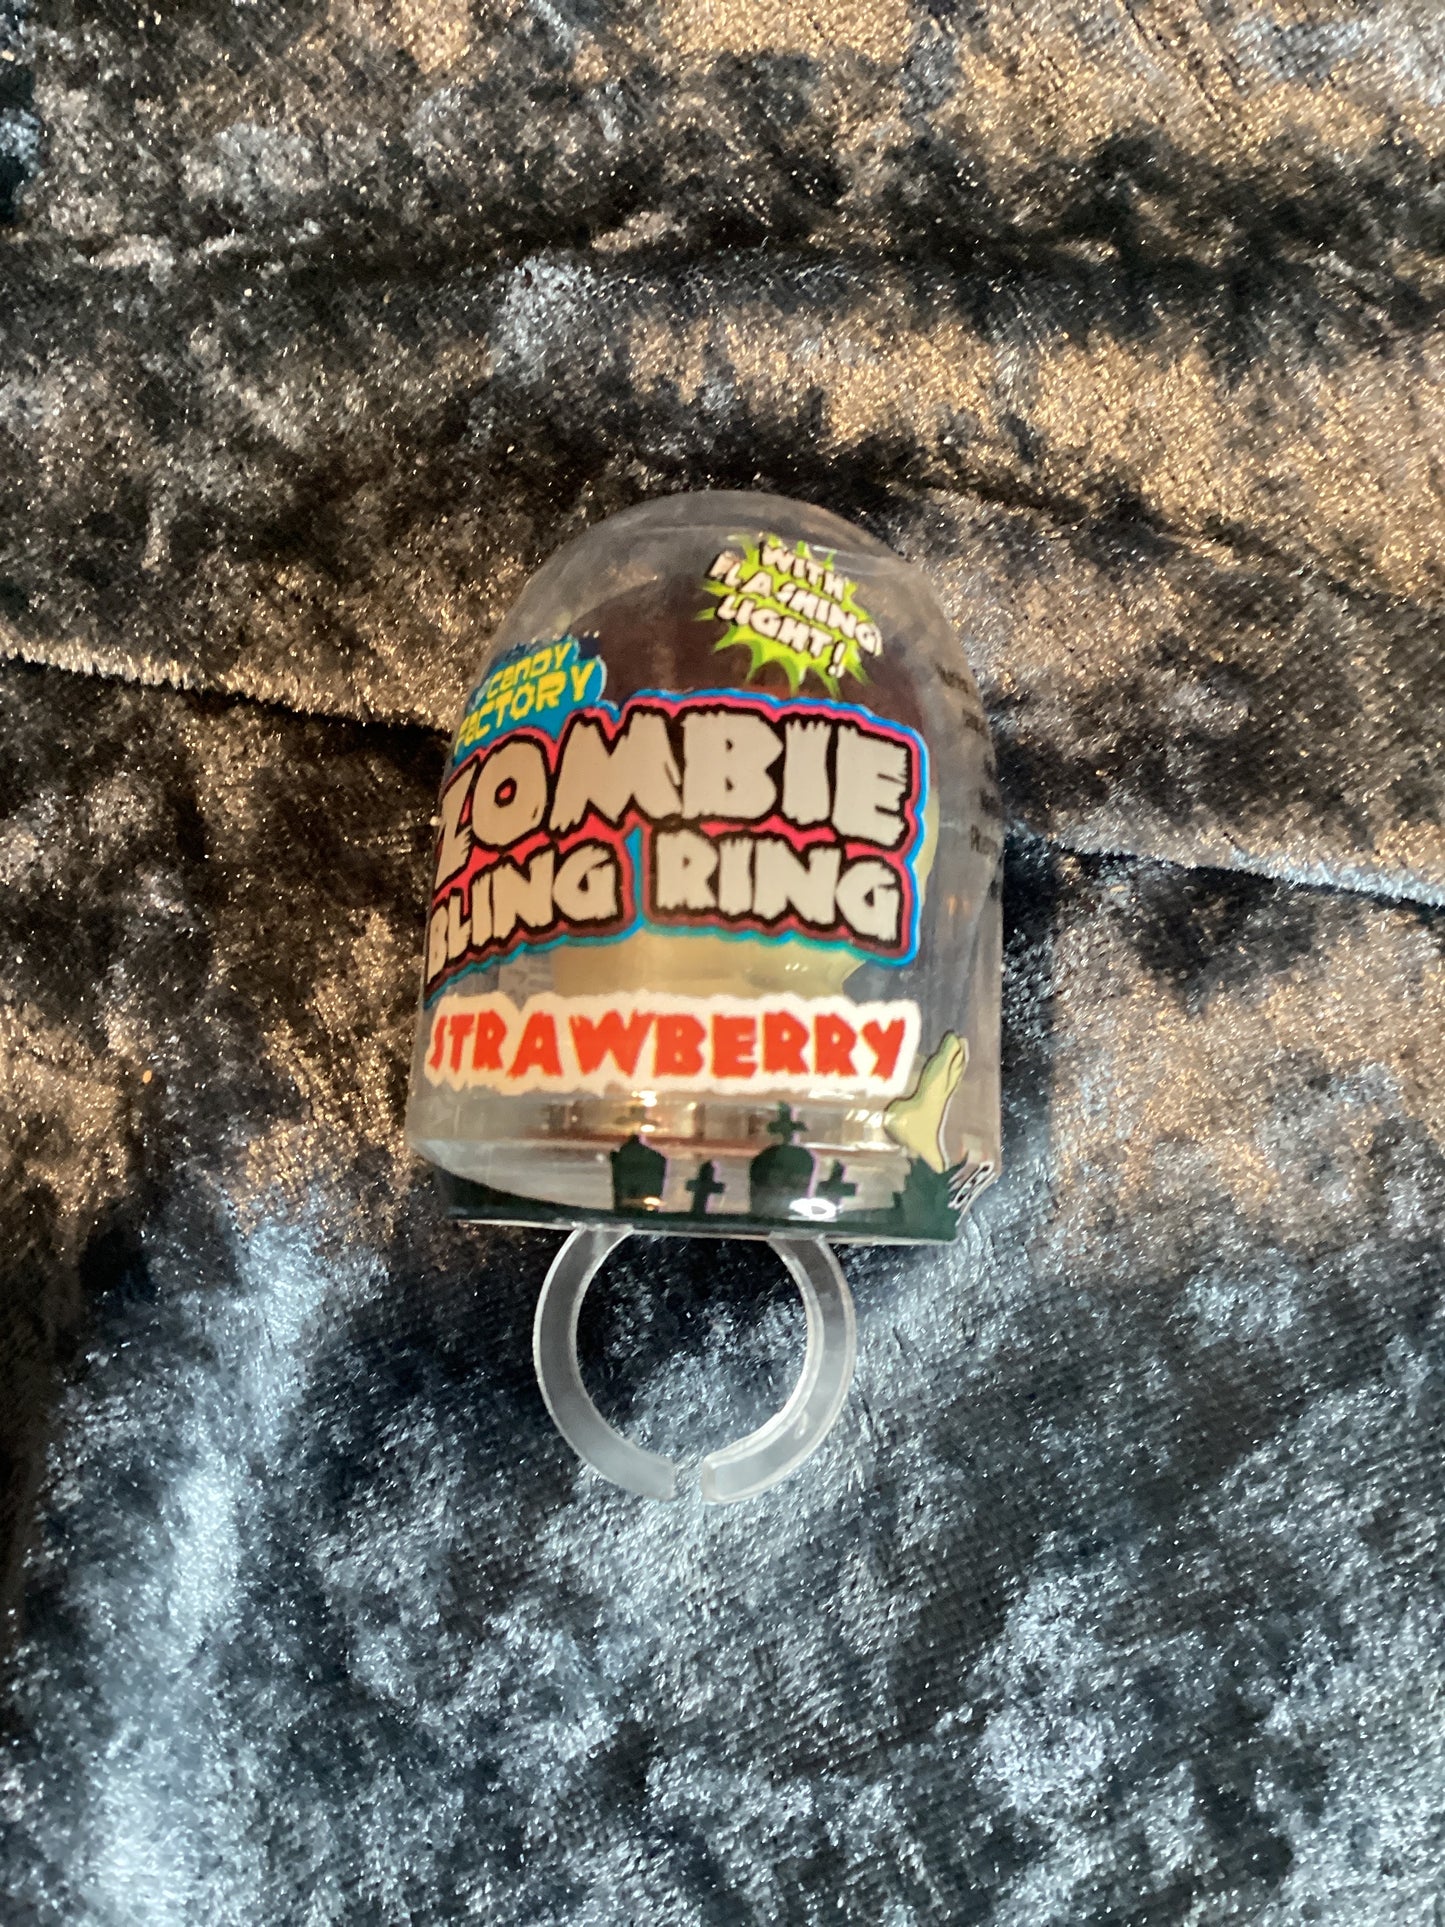 WITH
FLASHING
LIGHT!
CANDY
FACTORY
ZOMBIE
BLING RING
STRAWBERRY